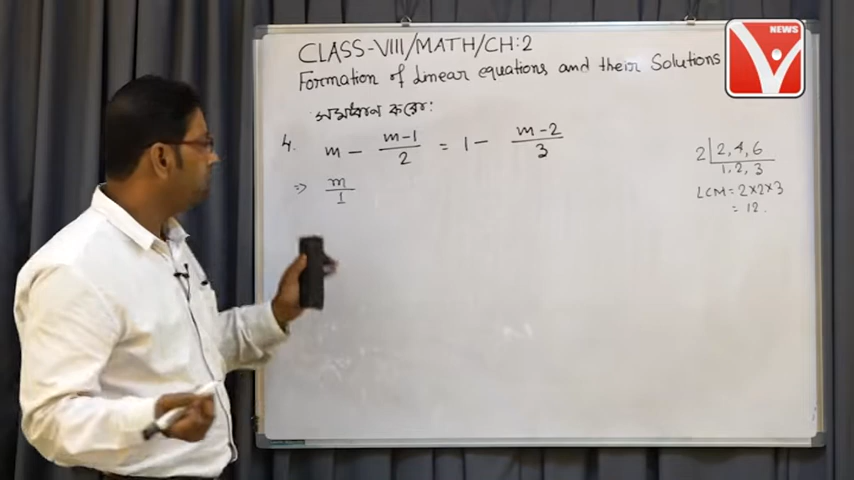 CLASS-VIII/MATH/CH:2
Formation of Linear equations and their Solutions
সমাধান করো:
4. m - (m-1)/2 = 1 - (m-2)/3
⇒ m/1
2 | 2, 4, 6
1, 2, 3
LCM = 2×2×3
= 12.
NEWS